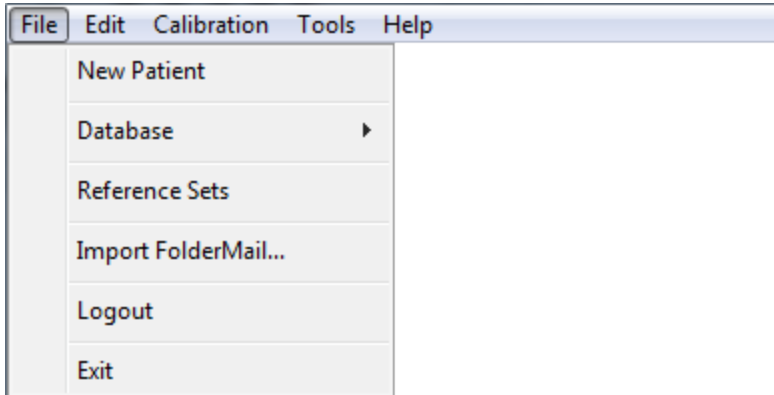 File Edit Calibration Tools Help
New Patient
Database
Reference Sets
Import FolderMail...
Logout
Exit